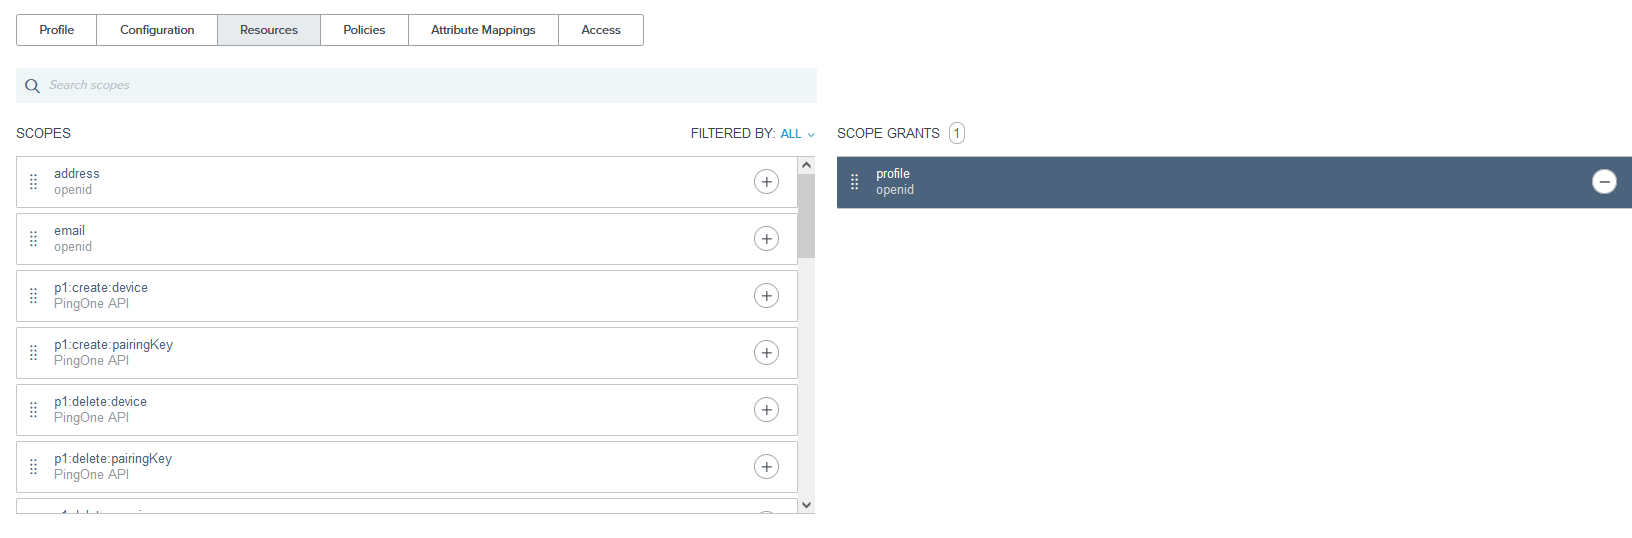 Profile Configuration Resources Policies Attribute Mappings Access
Search scopes
SCOPES FILTERED BY: ALL
address
openid
email
openid
p1:create:device
PingOne API
p1:create:pairingKey
PingOne API
p1:delete:device
PingOne API
p1:delete:pairingKey
PingOne API
SCOPE GRANTS 1
profile
openid